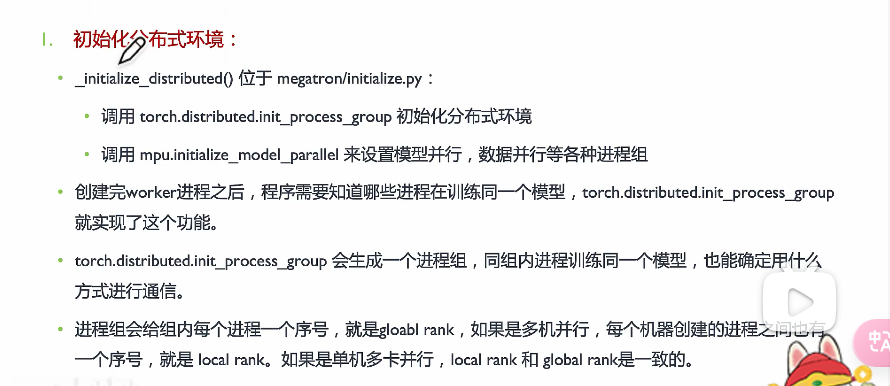 1. 初始化分布式环境：
• _initialize_distributed() 位于 megatron/initialize.py：
• 调用 torch.distributed.init_process_group 初始化分布式环境
• 调用 mpu.initialize_model_parallel 来设置模型并行，数据并行等各种进程组
• 创建完worker进程之后，程序需要知道哪些进程在训练同一个模型，torch.distributed.init_process_group
就实现了这个功能。
• torch.distributed.init_process_group 会生成一个进程组，同组内进程训练同一个模型，也能确定用什么
方式进行通信。
• 进程组会给组内每个进程一个序号，就是gloabl rank，如果是多机并行，每个机器创建的进程之间也有
一个序号，就是 local rank。如果是单机多卡并行，local rank 和 global rank是一致的。